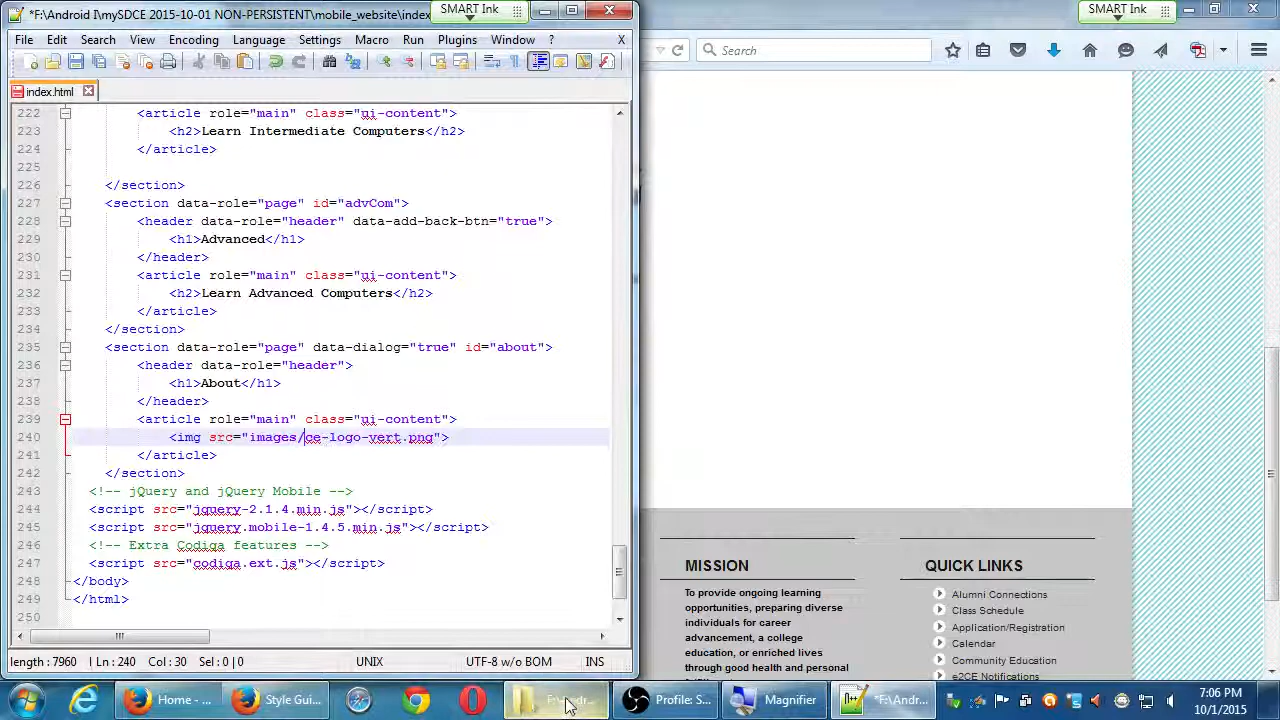 *F:\Android I\mySDCE 2015-10-01 NON-PERSISTENT\mobile_website\index
SMART Ink
SMART Ink
File Edit Search View Encoding Language Settings Macro Run Plugins Window ? X
Search
index.html
222 <article role="main" class="ui-content">
223 <h2>Learn Intermediate Computers</h2>
224 </article>
225
226 </section>
227 <section data-role="page" id="advCom">
228 <header data-role="header" data-add-back-btn="true">
229 <h1>Advanced</h1>
230 </header>
231 <article role="main" class="ui-content">
232 <h2>Learn Advanced Computers</h2>
233 </article>
234 </section>
235 <section data-role="page" data-dialog="true" id="about">
236 <header data-role="header">
237 <h1>About</h1>
238 </header>
239 <article role="main" class="ui-content">
240 <img src="images/ce-logo-vert.png">
241 </article>
242 </section>
243 <!-- jQuery and jQuery Mobile -->
244 <script src="jquery-2.1.4.min.js"></script>
245 <script src="jquery.mobile-1.4.5.min.js"></script>
246 <!-- Extra Codiqa features -->
247 <script src="codiqa.ext.js"></script>
248 </body>
249 </html>
250
MISSION
To provide ongoing learning
opportunities, preparing diverse
individuals for career
advancement, a college
education, or enriched lives
through good health and personal
QUICK LINKS
Alumni Connections
Class Schedule
Application/Registration
Calendar
Community Education
e2CE Notifications
length : 7960 Ln : 240 Col : 30 Sel : 0 | 0 UNIX UTF-8 w/o BOM INS
Home - ...
Style Gui...
F:\Andr...
Profile: S...
Magnifier
*F:\Andr...
7:06 PM
10/1/2015